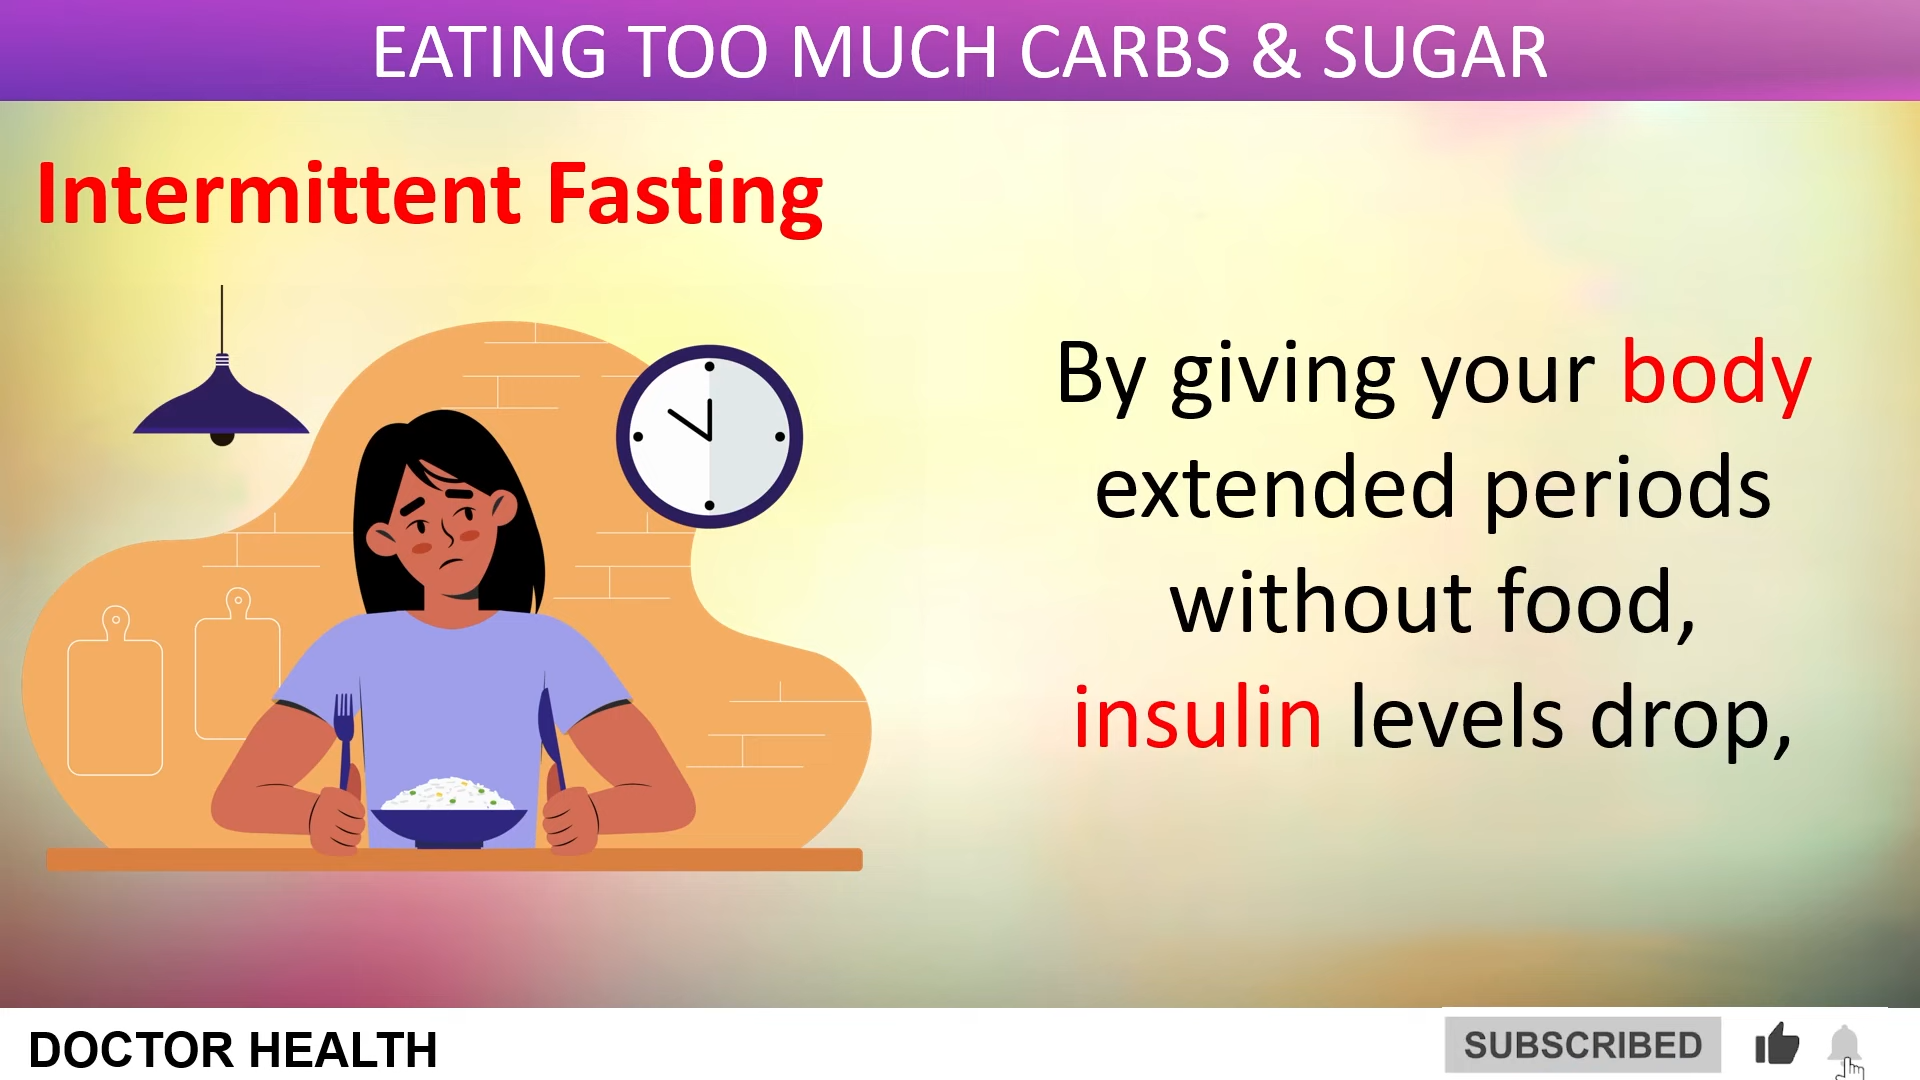 EATING TOO MUCH CARBS & SUGAR
Intermittent Fasting
By giving your body
extended periods
without food,
insulin levels drop,
DOCTOR HEALTH
SUBSCRIBED